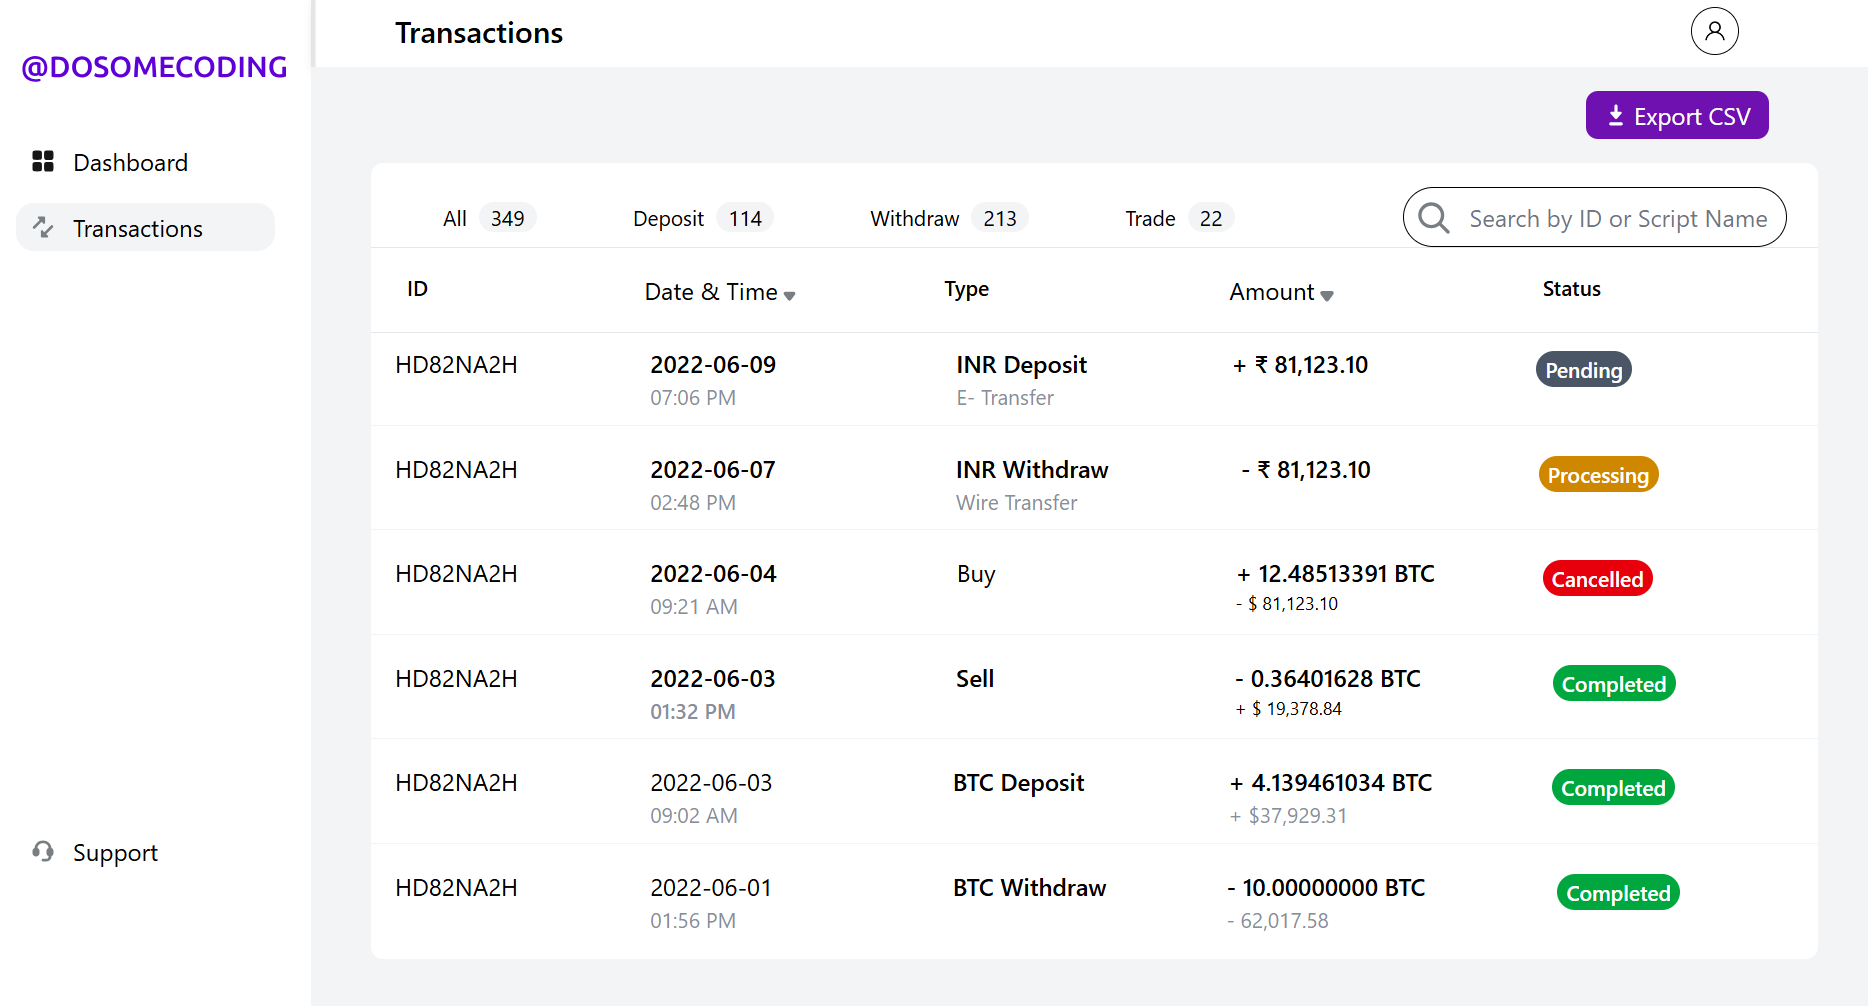 @DOSOMECODING
Dashboard
Transactions
Support
Transactions
Export CSV
All 349 Deposit 114 Withdraw 213 Trade 22 Search by ID or Script Name
ID Date & Time Type Amount Status
HD82NA2H 2022-06-09 INR Deposit + ₹ 81,123.10 Pending
07:06 PM E- Transfer
HD82NA2H 2022-06-07 INR Withdraw - ₹ 81,123.10 Processing
02:48 PM Wire Transfer
HD82NA2H 2022-06-04 Buy + 12.48513391 BTC Cancelled
09:21 AM - $ 81,123.10
HD82NA2H 2022-06-03 Sell - 0.36401628 BTC Completed
01:32 PM + $ 19,378.84
HD82NA2H 2022-06-03 BTC Deposit + 4.139461034 BTC Completed
09:02 AM + $37,929.31
HD82NA2H 2022-06-01 BTC Withdraw - 10.00000000 BTC Completed
01:56 PM - 62,017.58